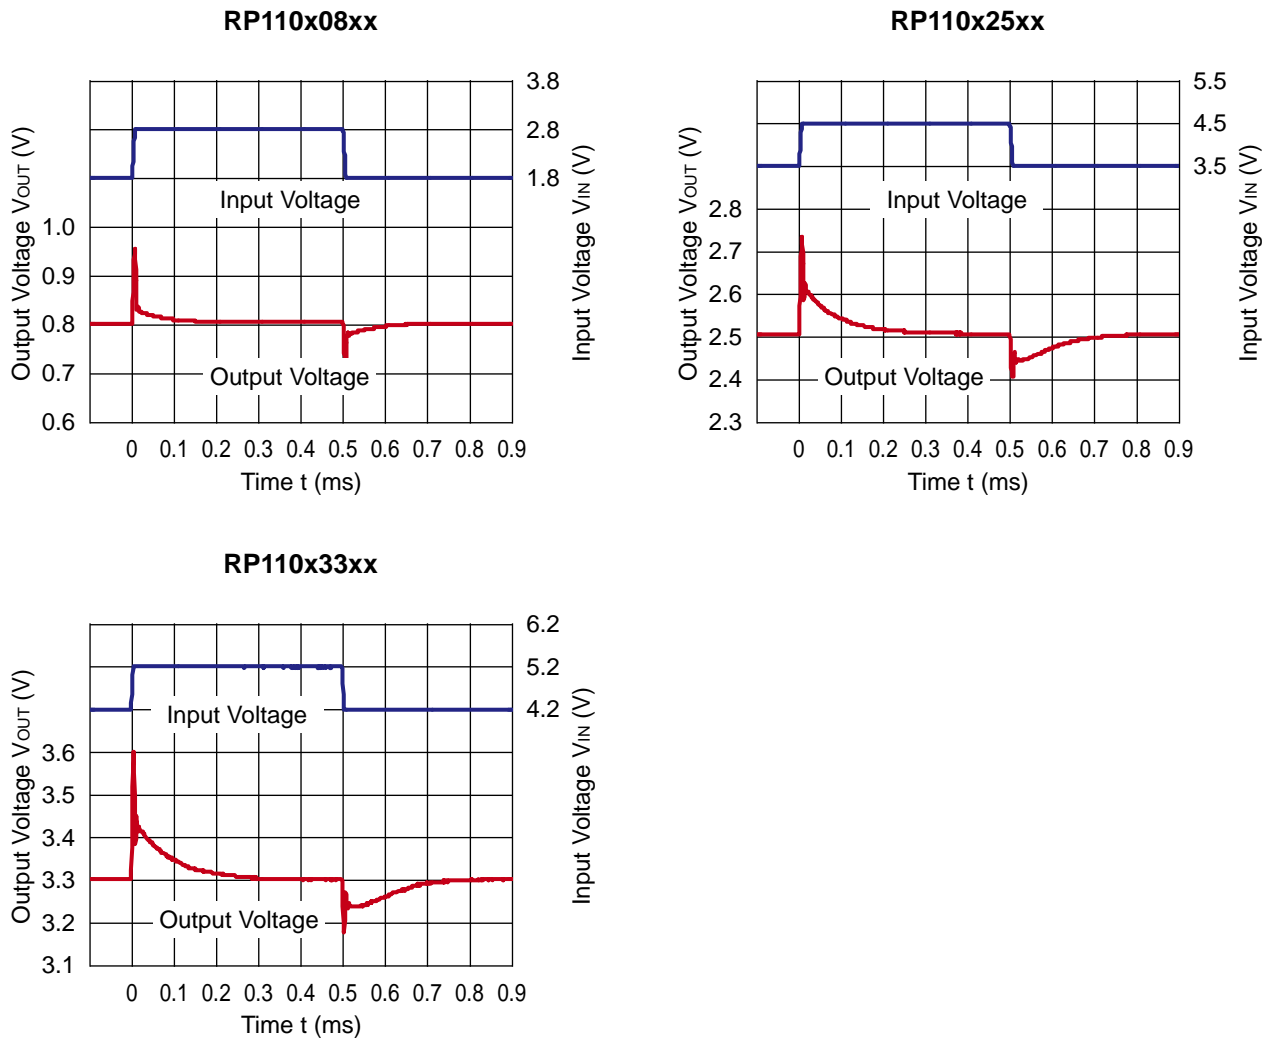 RP110x08xx
Output Voltage VOUT (V)
1.0
0.9
0.8
0.7
0.6
3.8
2.8
1.8
Input Voltage VIN (V)
Input Voltage
Output Voltage
0 0.1 0.2 0.3 0.4 0.5 0.6 0.7 0.8 0.9
Time t (ms)
RP110x25xx
Output Voltage VOUT (V)
2.8
2.7
2.6
2.5
2.4
2.3
5.5
4.5
3.5
Input Voltage VIN (V)
Input Voltage
Output Voltage
0 0.1 0.2 0.3 0.4 0.5 0.6 0.7 0.8 0.9
Time t (ms)
RP110x33xx
Output Voltage VOUT (V)
3.6
3.5
3.4
3.3
3.2
3.1
6.2
5.2
4.2
Input Voltage VIN (V)
Input Voltage
Output Voltage
0 0.1 0.2 0.3 0.4 0.5 0.6 0.7 0.8 0.9
Time t (ms)